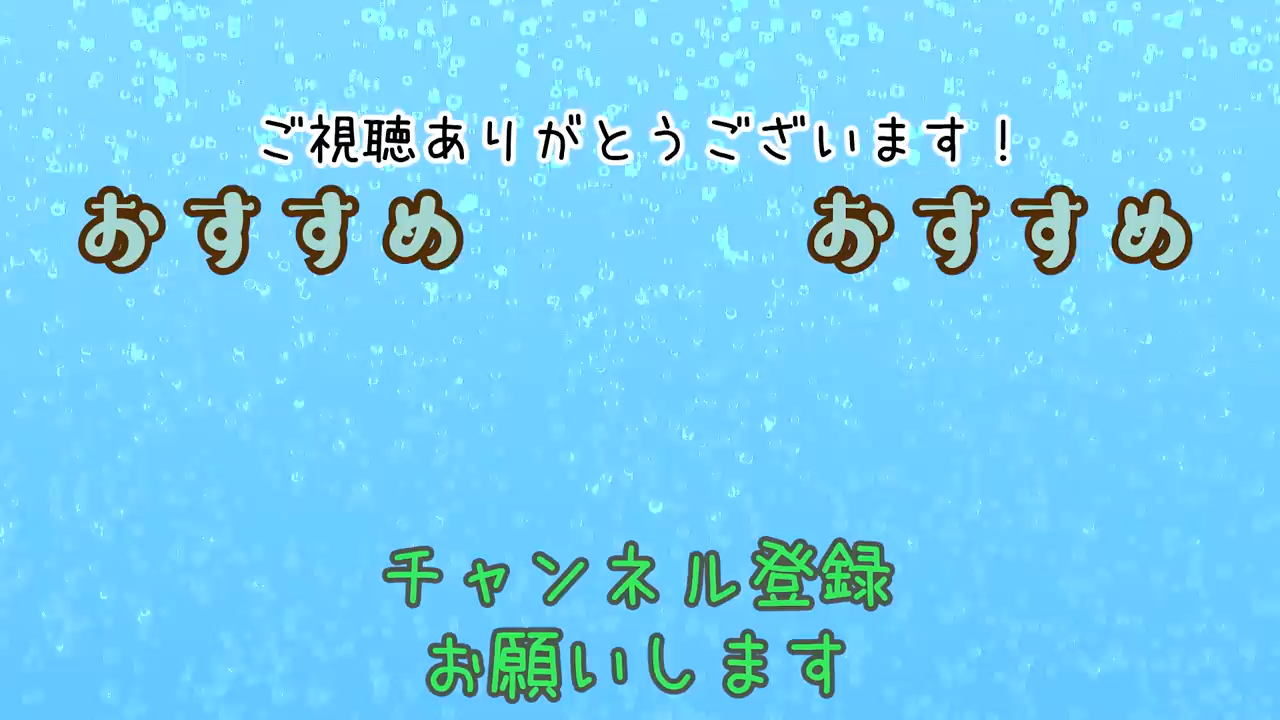 ご視聴ありがとうございます！
おすすめ
おすすめ
チャンネル登録
お願いします